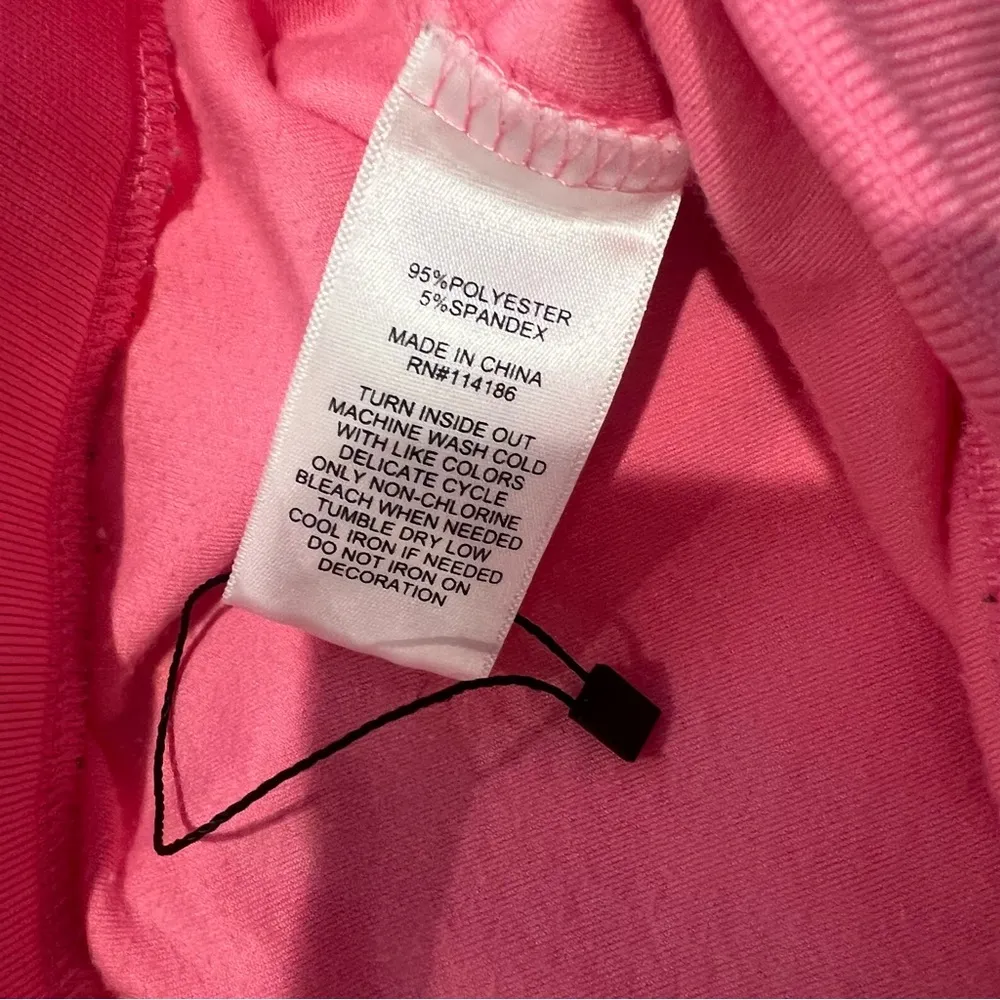 95%POLYESTER
5%SPANDEX
MADE IN CHINA
RN#114186
TURN INSIDE OUT
MACHINE WASH COLD
WITH LIKE COLORS
DELICATE CYCLE
ONLY NON-CHLORINE
BLEACH WHEN NEEDED
TUMBLE DRY LOW
COOL IRON IF NEEDED
DO NOT IRON ON
DECORATION